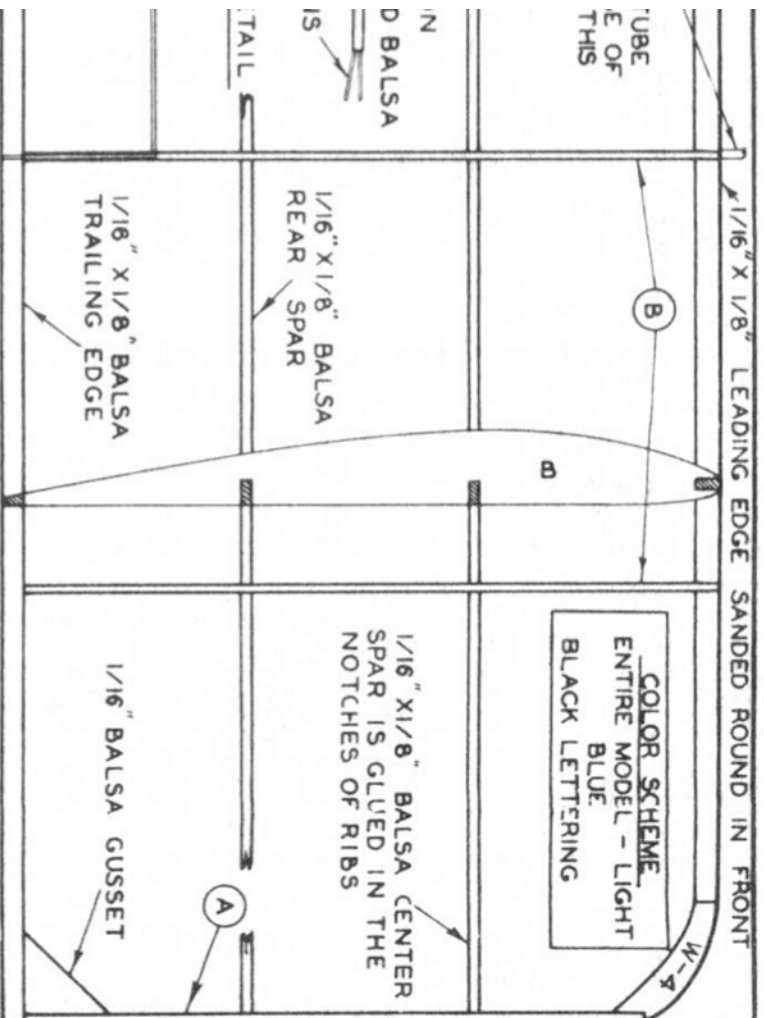 1/16" X 1/8" LEADING EDGE SANDED ROUND IN FRONT
TUBE
E OF
THIS
B
W-4
COLOR SCHEME
ENTIRE MODEL - LIGHT
BLUE
BLACK LETTERING
B
N
D BALSA
IS
1/16" X1/8" BALSA CENTER
SPAR IS GLUED IN THE
NOTCHES OF RIBS
TAIL
1/16" X 1/8" BALSA
REAR SPAR
A
1/16" X 1/8" BALSA
TRAILING EDGE
1/16" BALSA GUSSET